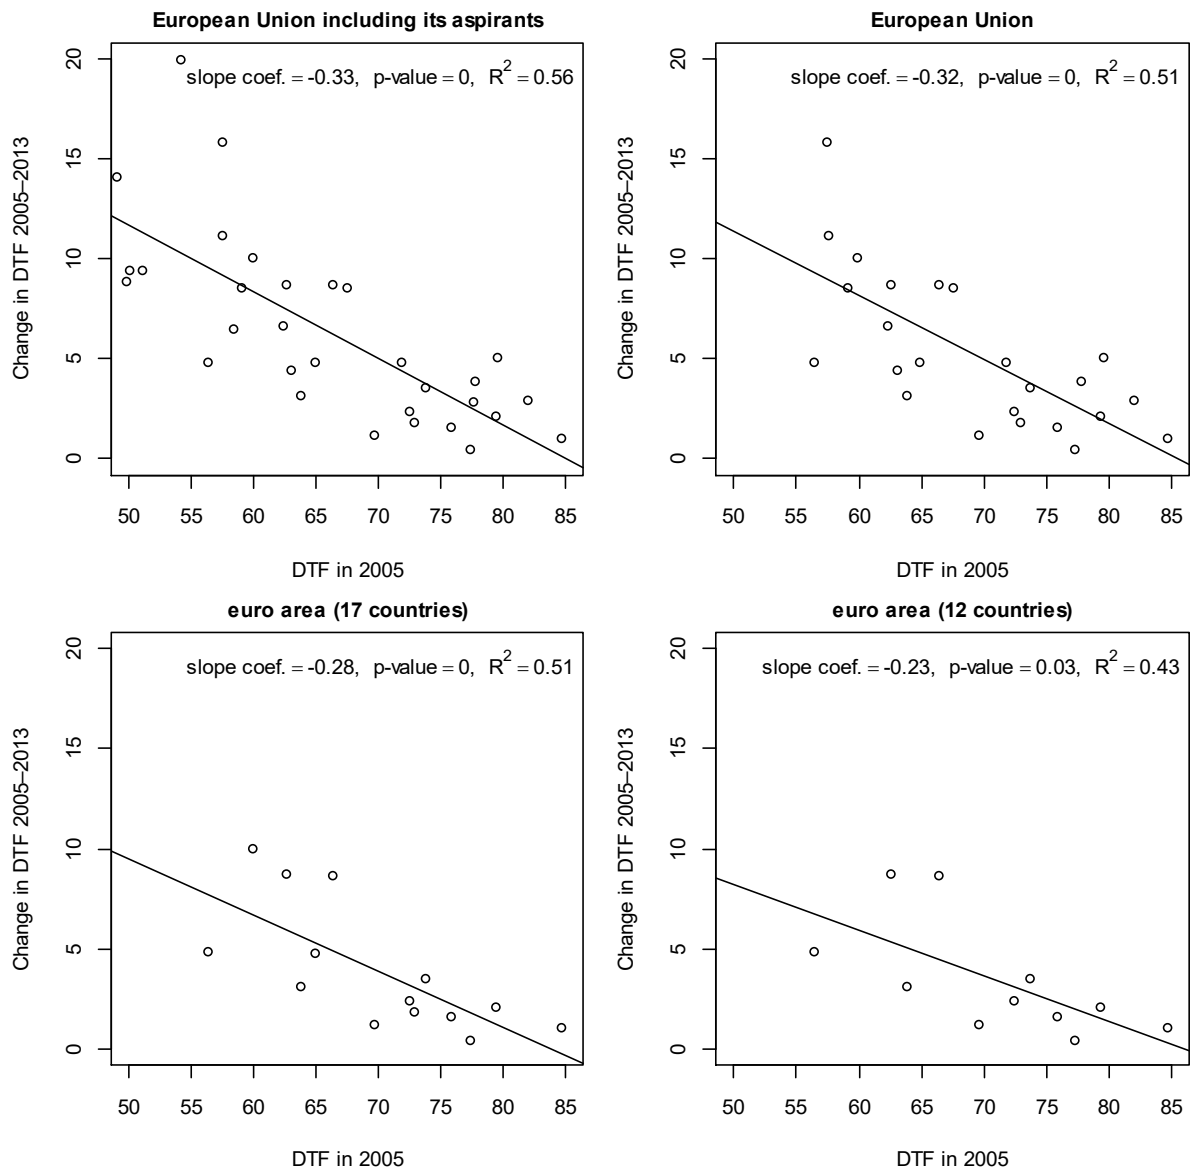 European Union including its aspirants
slope coef. = -0.33, p-value = 0, R² = 0.56
Change in DTF 2005–2013
20
15
10
5
0
50 55 60 65 70 75 80 85
DTF in 2005
European Union
slope coef. = -0.32, p-value = 0, R² = 0.51
Change in DTF 2005–2013
20
15
10
5
0
50 55 60 65 70 75 80 85
DTF in 2005
euro area (17 countries)
slope coef. = -0.28, p-value = 0, R² = 0.51
Change in DTF 2005–2013
20
15
10
5
0
50 55 60 65 70 75 80 85
DTF in 2005
euro area (12 countries)
slope coef. = -0.23, p-value = 0.03, R² = 0.43
Change in DTF 2005–2013
20
15
10
5
0
50 55 60 65 70 75 80 85
DTF in 2005